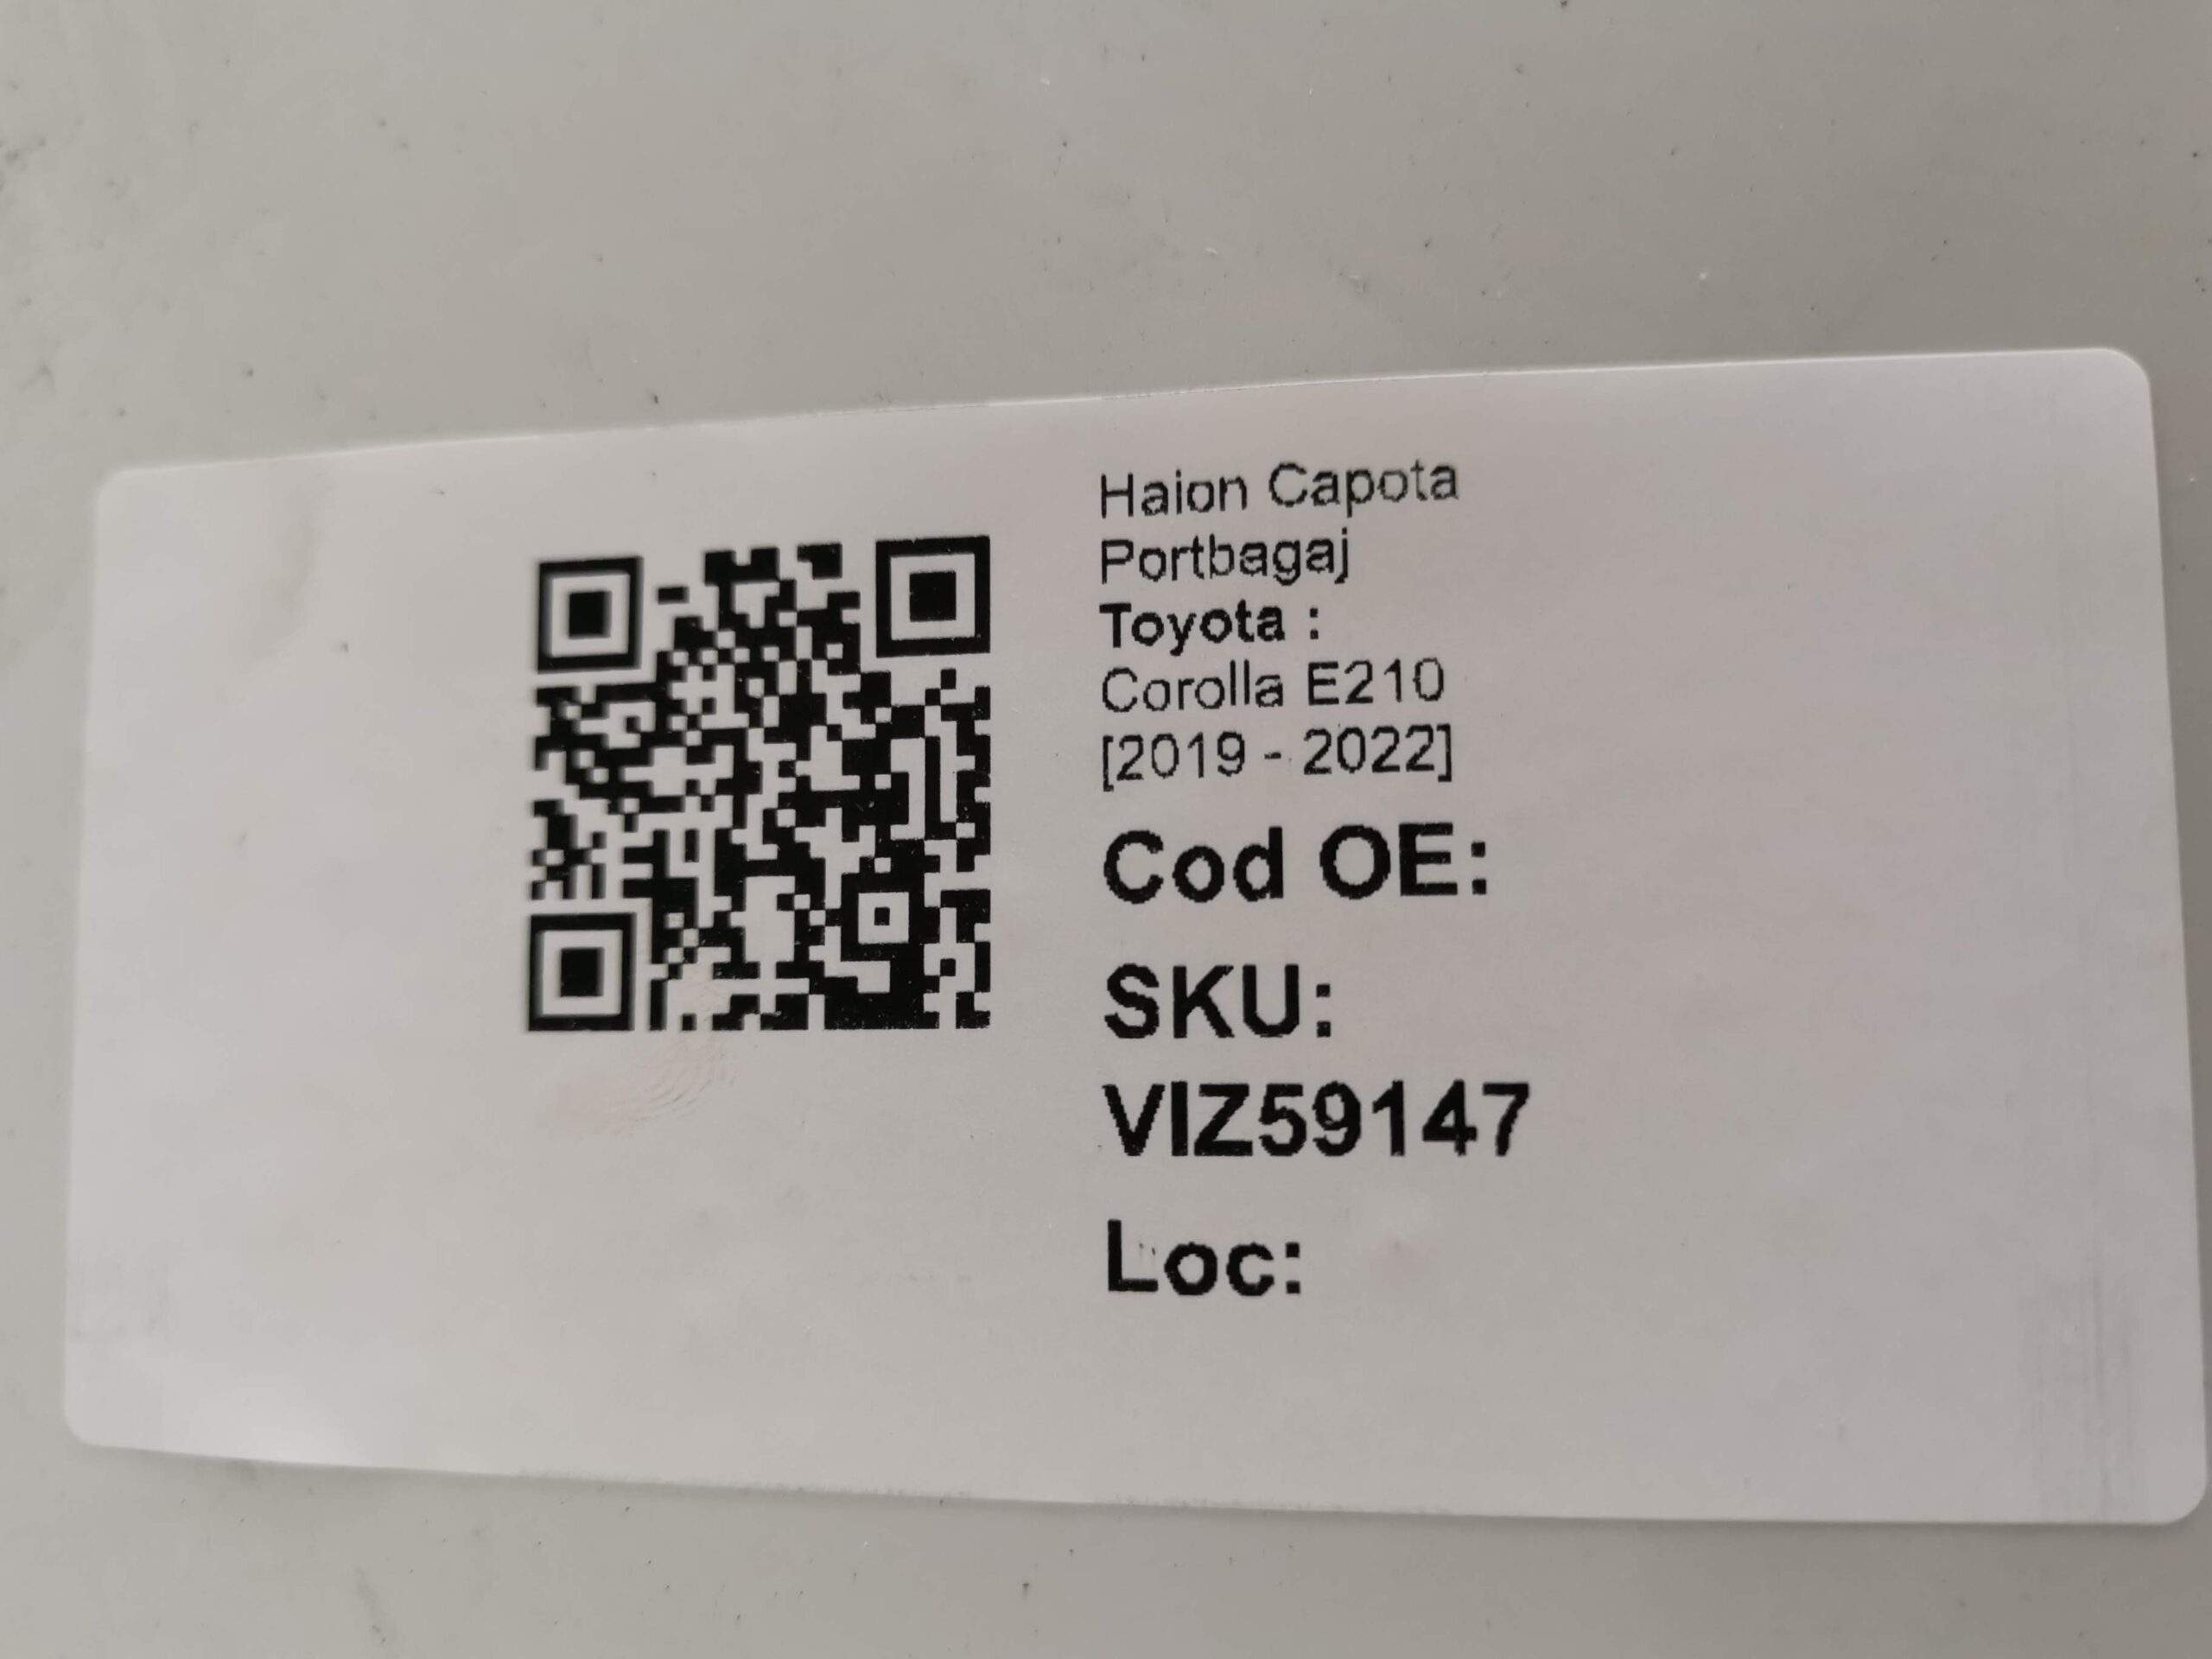 Haion Capota
Portbagaj
Toyota :
Corolla E210
[2019 - 2022]
Cod OE:
SKU:
VIZ59147
Loc: